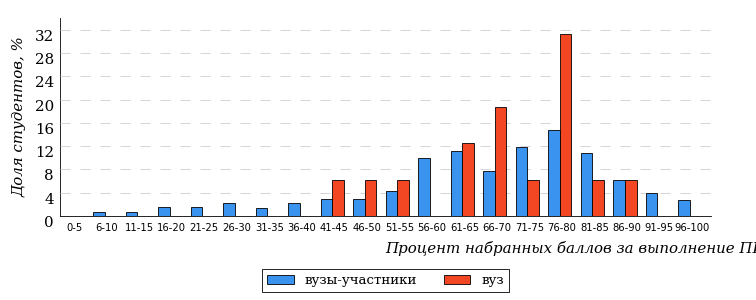 Доля студентов, %
32
28
24
20
16
12
8
4
0
0-5 6-10 11-15 16-20 21-25 26-30 31-35 36-40 41-45 46-50 51-55 56-60 61-65 66-70 71-75 76-80 81-85 86-90 91-95 96-100
Процент набранных баллов за выполнение
вузы-участники вуз